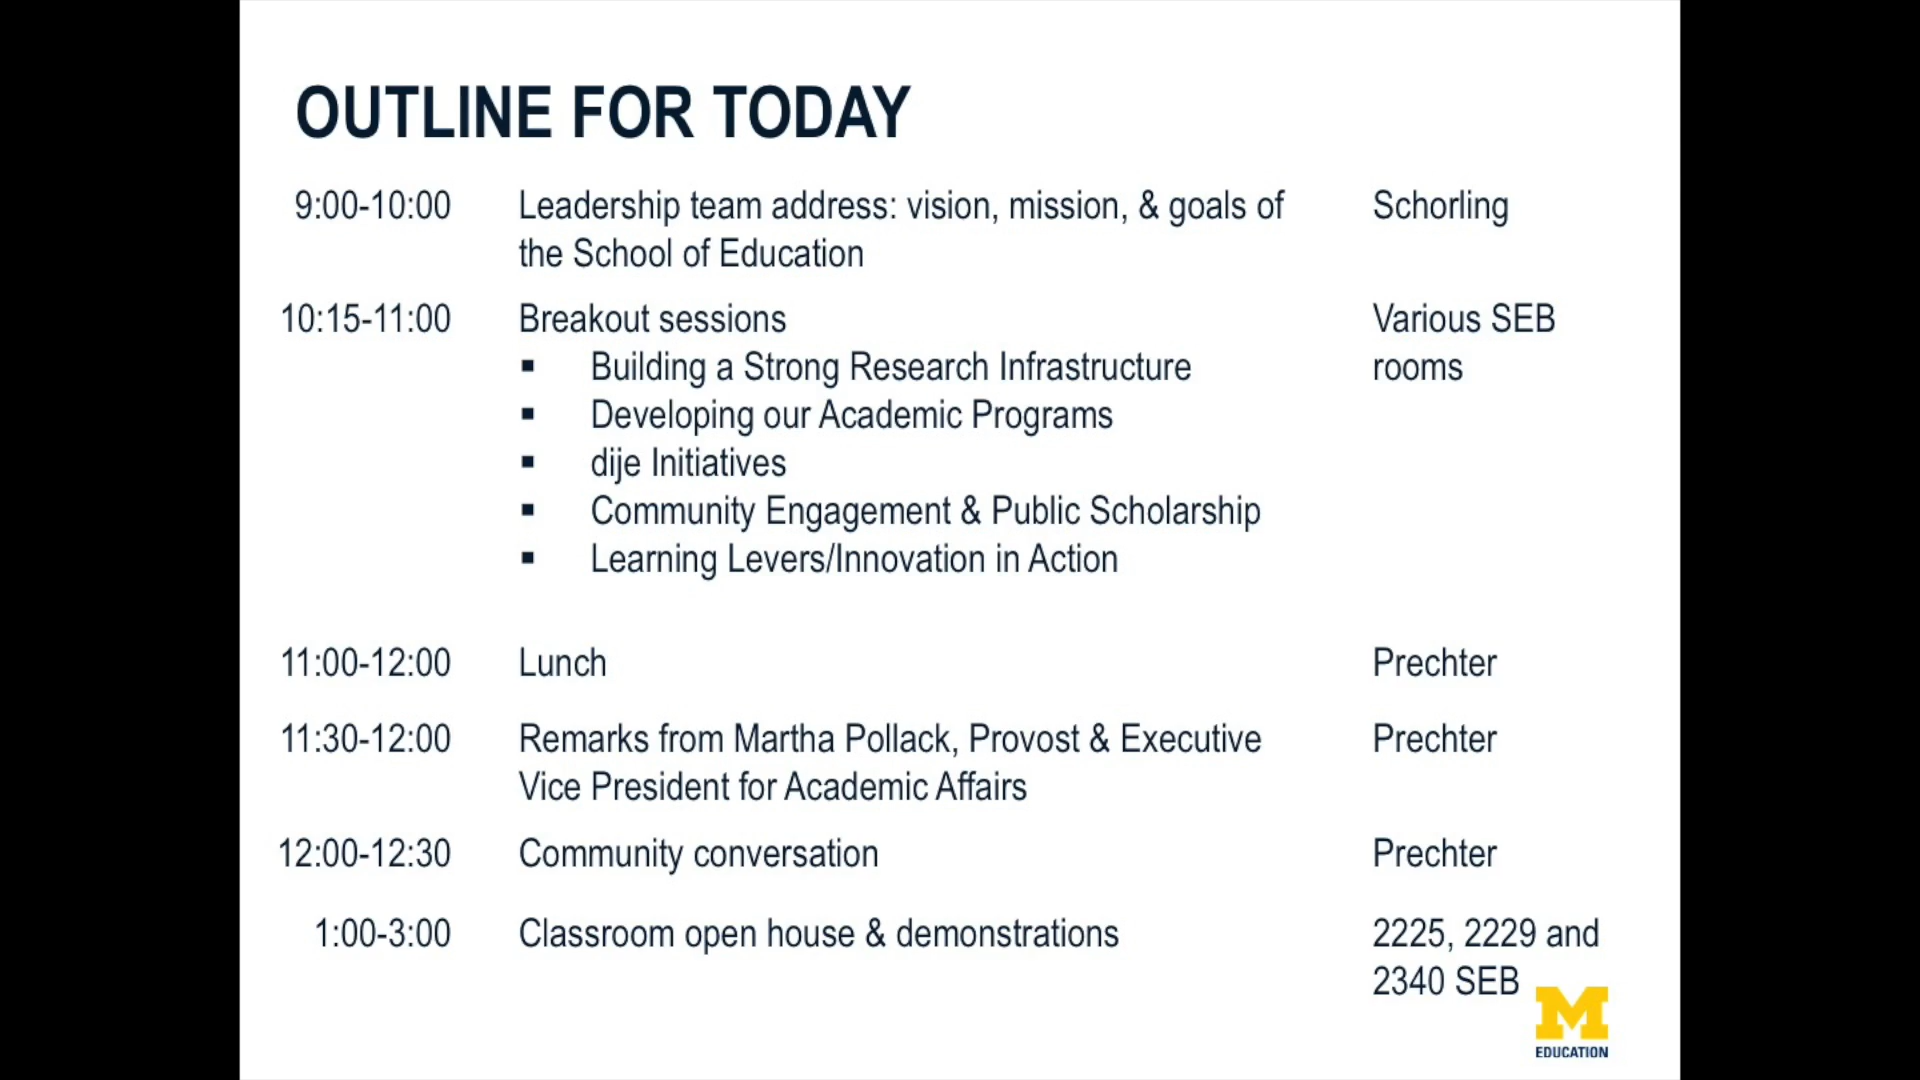 OUTLINE FOR TODAY
9:00-10:00 Leadership team address: vision, mission, & goals of Schorling
the School of Education
10:15-11:00 Breakout sessions Various SEB
▪ Building a Strong Research Infrastructure rooms
▪ Developing our Academic Programs
▪ dije Initiatives
▪ Community Engagement & Public Scholarship
▪ Learning Levers/Innovation in Action
11:00-12:00 Lunch Prechter
11:30-12:00 Remarks from Martha Pollack, Provost & Executive Prechter
Vice President for Academic Affairs
12:00-12:30 Community conversation Prechter
1:00-3:00 Classroom open house & demonstrations 2225, 2229 and
2340 SEB
M
EDUCATION